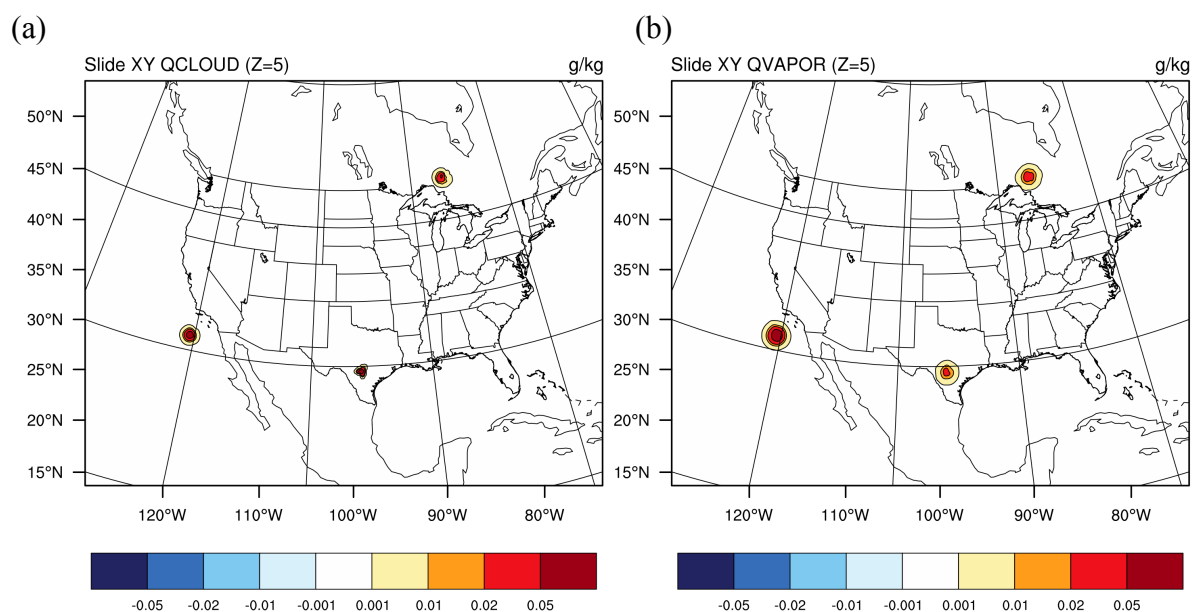 (a)
Slide XY QCLOUD (Z=5) g/kg
50°N
45°N
40°N
35°N
30°N
25°N
20°N
15°N
120°W 110°W 100°W 90°W 80°W
-0.05 -0.02 -0.01 -0.001 0.001 0.01 0.02 0.05
(b)
Slide XY QVAPOR (Z=5) g/kg
50°N
45°N
40°N
35°N
30°N
25°N
20°N
15°N
120°W 110°W 100°W 90°W 80°W
-0.05 -0.02 -0.01 -0.001 0.001 0.01 0.02 0.05